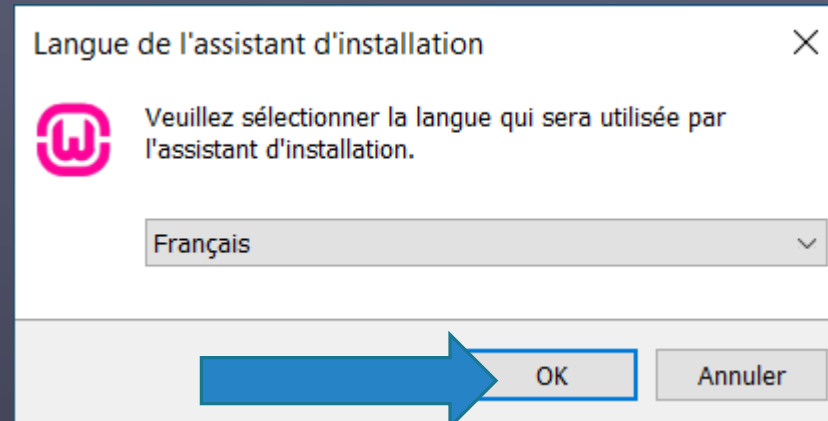 Langue de l'assistant d'installation
Veuillez sélectionner la langue qui sera utilisée par
l'assistant d'installation.
Français
OK
Annuler